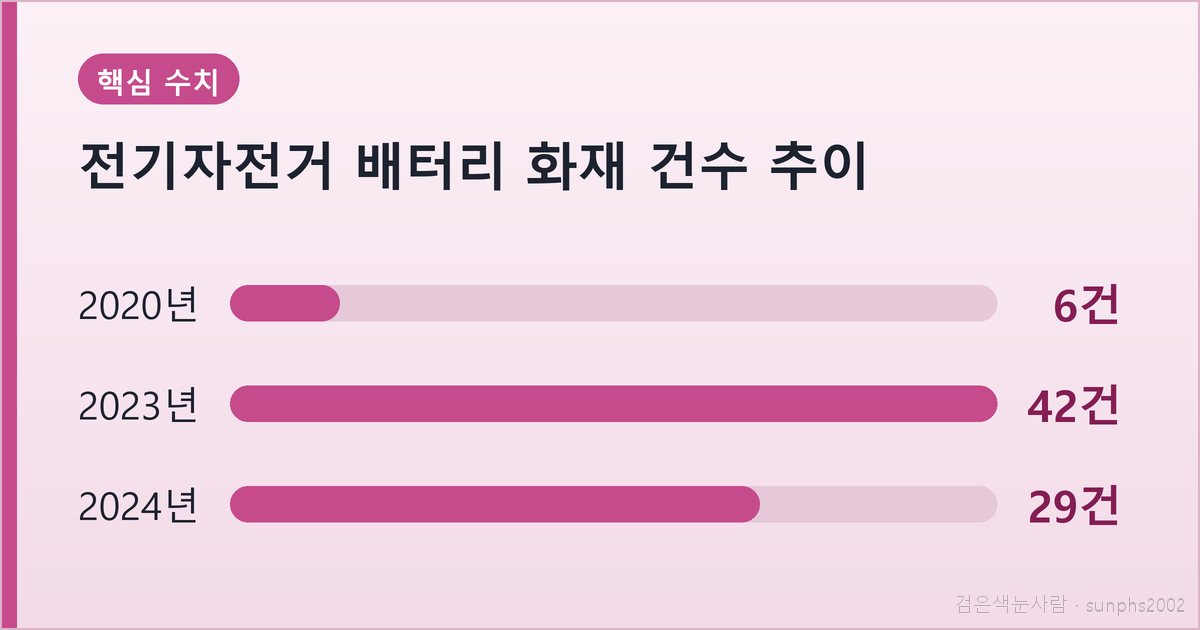 핵심 수치
전기자전거 배터리 화재 건수 추이
2020년 6건
2023년 42건
2024년 29건
검은색눈사람 · sunphs2002